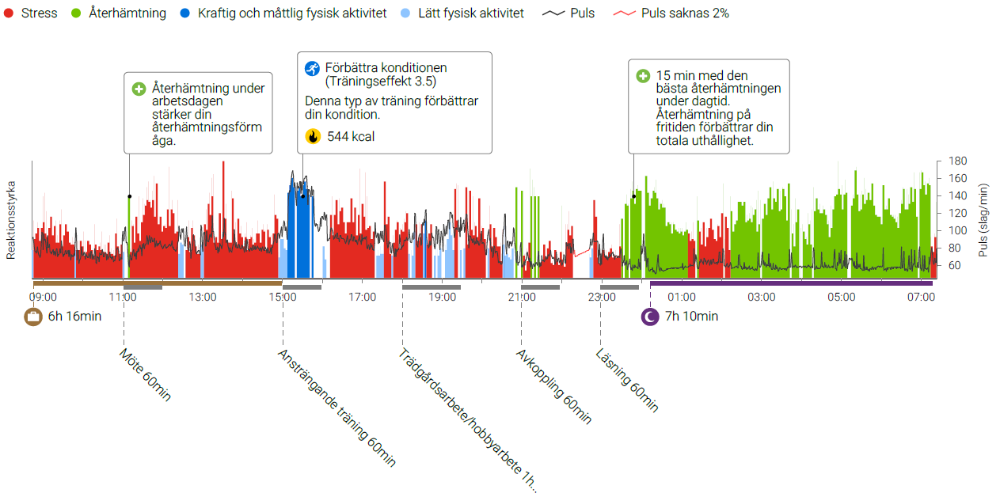 Stress
Återhämtning
Kraftig och måttlig fysisk aktivitet
Lätt fysisk aktivitet
Puls
Puls saknas 2%
Återhämtning under
arbetsdagen
stärker din
återhämtningsförm
åga.
Förbättra konditionen
(Träningseffekt 3.5)
Denna typ av träning förbättrar
din kondition.
544 kcal
15 min med den
bästa återhämtningen
under dagtid.
Återhämtning på
fritiden förbättrar din
totala uthållighet.
Reaktionsstyrka
180
160
140
120
100
80
60
Puls (slag/min)
09:00
11:00
13:00
15:00
17:00
19:00
21:00
23:00
01:00
03:00
05:00
07:00
6h 16min
7h 10min
Möte 60min
Ansträngande träning 60min
Trädgårdsarbete/hobbyarbete 1h...
Avkoppling 60min
Läsning 60min